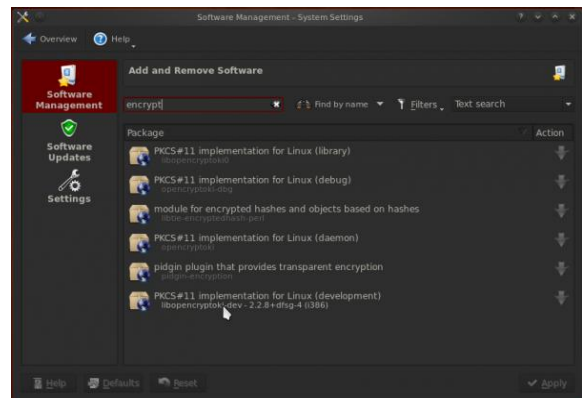 Software Management - System Settings
Overview
Help
Software Management
Software Updates
Settings
Add and Remove Software
encrypt
Find by name
Filters
Text search
Package
Action
PKCS#11 implementation for Linux (library)
libopencryptoki0
PKCS#11 implementation for Linux (debug)
opencryptoki-dbg
module for encrypted hashes and objects based on hashes
libtie-encryptedhash-perl
PKCS#11 implementation for Linux (daemon)
opencryptoki
pidgin plugin that provides transparent encryption
pidgin-encryption
PKCS#11 implementation for Linux (development)
libopencryptoki-dev - 2.2.8+dfsg-4 (i386)
Help
Defaults
Reset
Apply